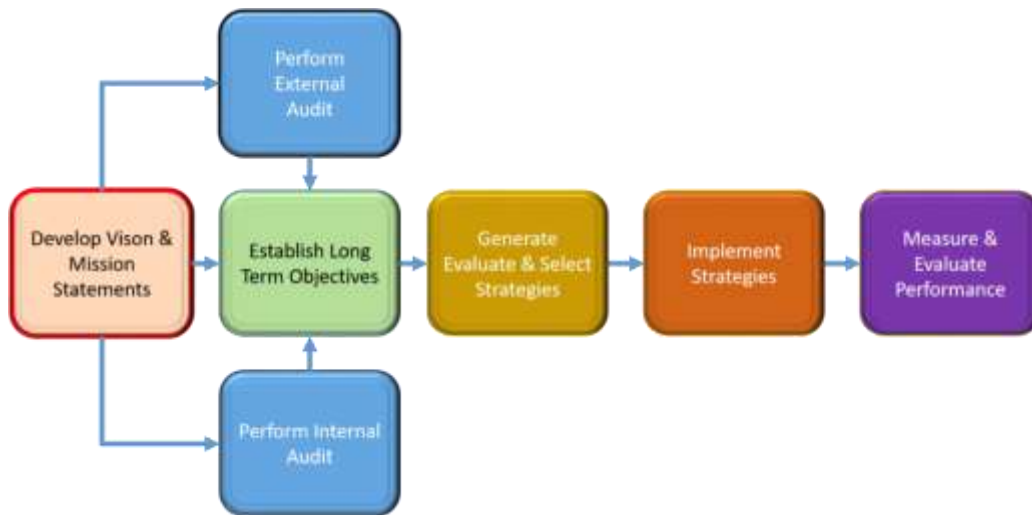 Perform
External
Audit
Develop Vison &
Mission
Statements
Establish Long
Term Objectives
Generate
Evaluate & Select
Strategies
Implement
Strategies
Measure &
Evaluate
Performance
Perform Internal
Audit